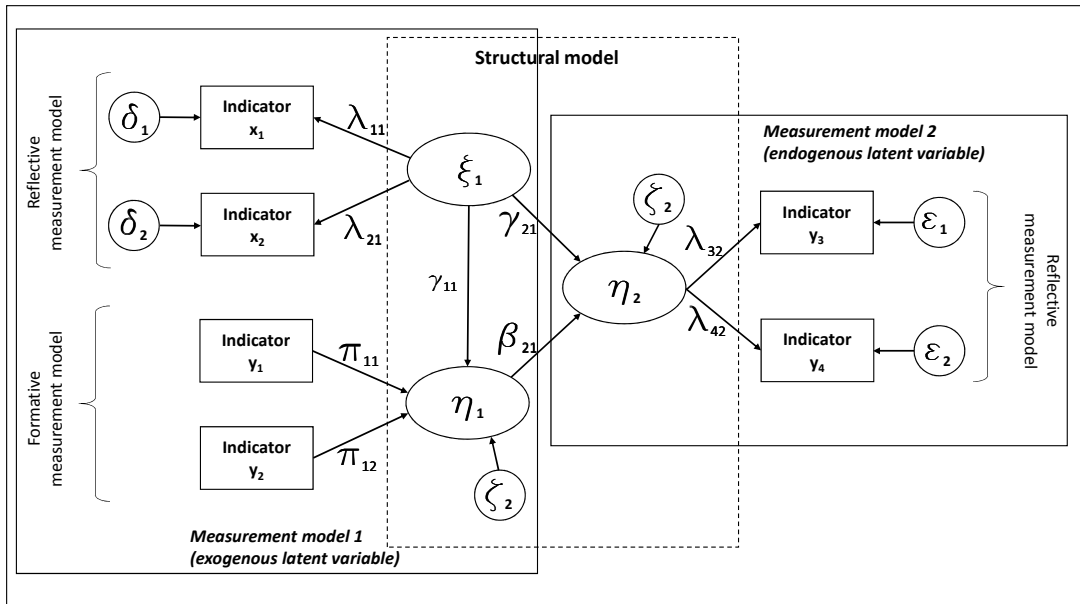 Structural model
Reflective
measurement model
δ₁
Indicator
x₁
λ₁₁
ξ₁
δ₂
Indicator
x₂
λ₂₁
γ₂₁
γ₁₁
Formative
measurement model
Indicator
y₁
π₁₁
β₂₁
η₁
Indicator
y₂
π₁₂
ζ₂
Measurement model 1
(exogenous latent variable)
Measurement model 2
(endogenous latent variable)
ζ₂
η₂
λ₃₂
Indicator
y₃
ε₁
λ₄₂
Indicator
y₄
ε₂
Reflective
measurement model